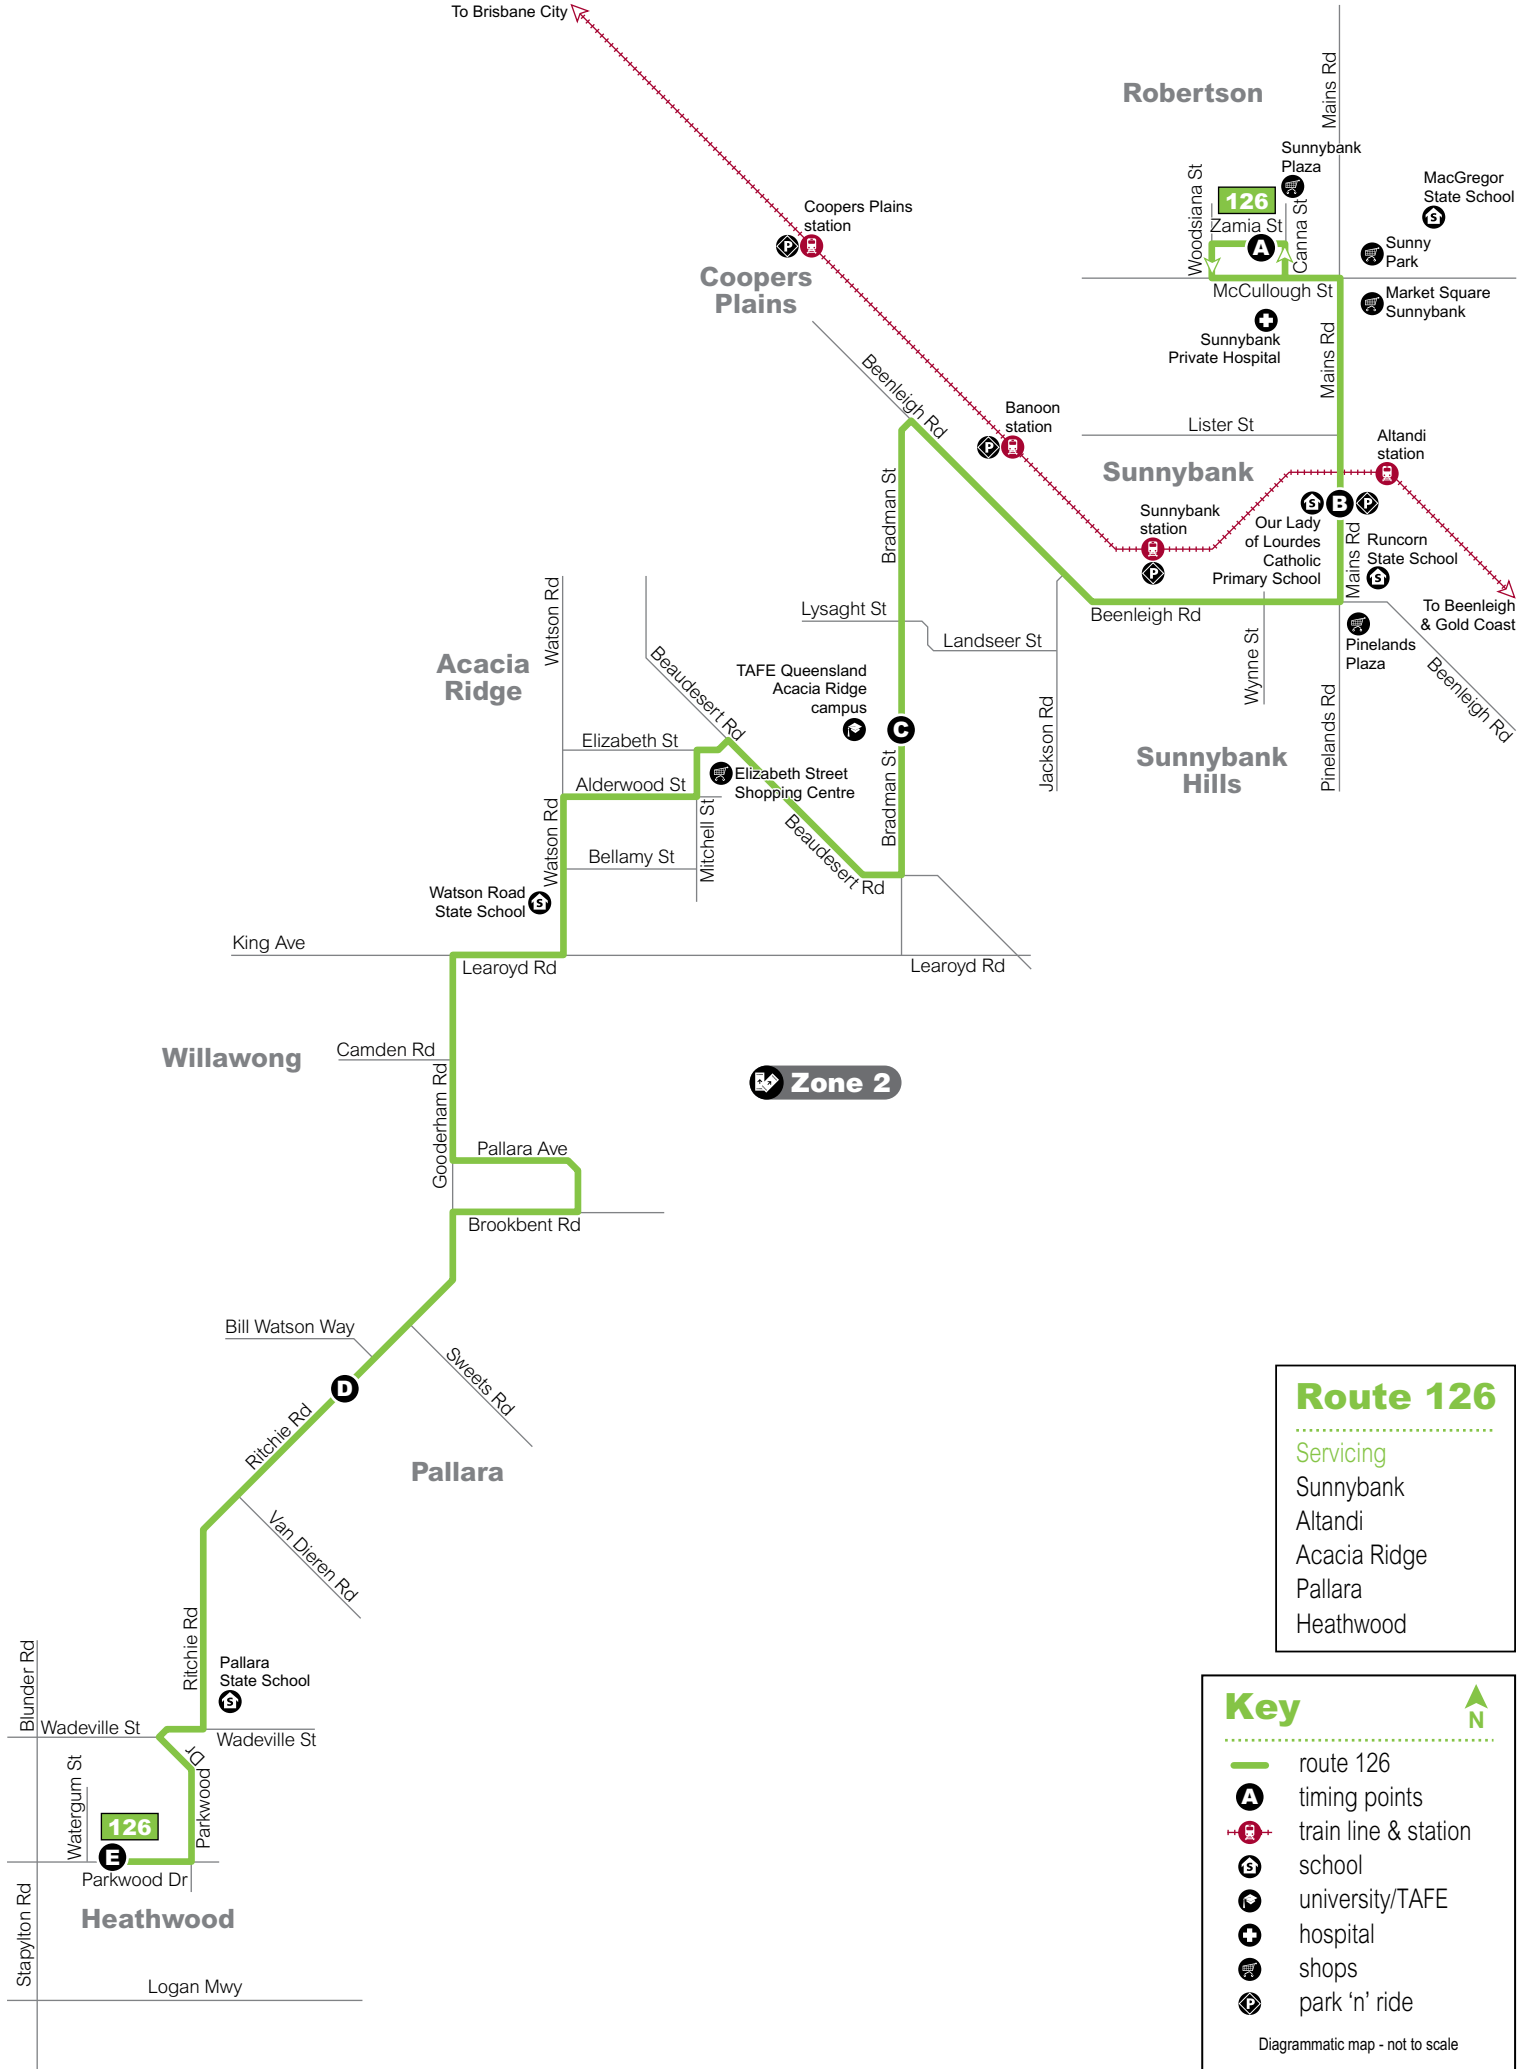 To Brisbane City
Robertson
Mains Rd
Sunnybank
Plaza
MacGregor
State School
Woodsiana St
126
Zamia St
Canna St
A
Sunny
Park
Coopers Plains
station
P
Coopers
Plains
McCullough St
Market Square
Sunnybank
Sunnybank
Private Hospital
Mains Rd
Beenleigh Rd
Banoon
station
P
Lister St
Altandi
station
Sunnybank
Bradman St
Sunnybank
station
P
S
B
P
Our Lady
of Lourdes
Catholic
Primary School
Mains Rd
Runcorn
State School
S
To Beenleigh
& Gold Coast
Watson Rd
Lysaght St
Landseer St
Beenleigh Rd
Wynne St
Pinelands
Plaza
Beenleigh Rd
Acacia
Ridge
Beaudesert Rd
TAFE Queensland
Acacia Ridge
campus
C
Jackson Rd
Pinelands Rd
Sunnybank
Hills
Elizabeth St
Alderwood St
Elizabeth Street
Shopping Centre
Bradman St
Watson Rd
Mitchell St
Beaudesert Rd
Bellamy St
Watson Road
State School
S
King Ave
Learoyd Rd
Learoyd Rd
Willawong
Camden Rd
Gooderham Rd
Zone 2
Pallara Ave
Brookbent Rd
Bill Watson Way
Sweets Rd
D
Ritchie Rd
Pallara
Van Dieren Rd
Ritchie Rd
Pallara
State School
S
Blunder Rd
Wadeville St
Wadeville St
Watergum St
Parkwood Dr
126
E
Parkwood Dr
Heathwood
Stapylton Rd
Logan Mwy
Route 126
Servicing
Sunnybank
Altandi
Acacia Ridge
Pallara
Heathwood
Key
N
route 126
A timing points
train line & station
S school
university/TAFE
hospital
shops
P park ‘n’ ride
Diagrammatic map - not to scale